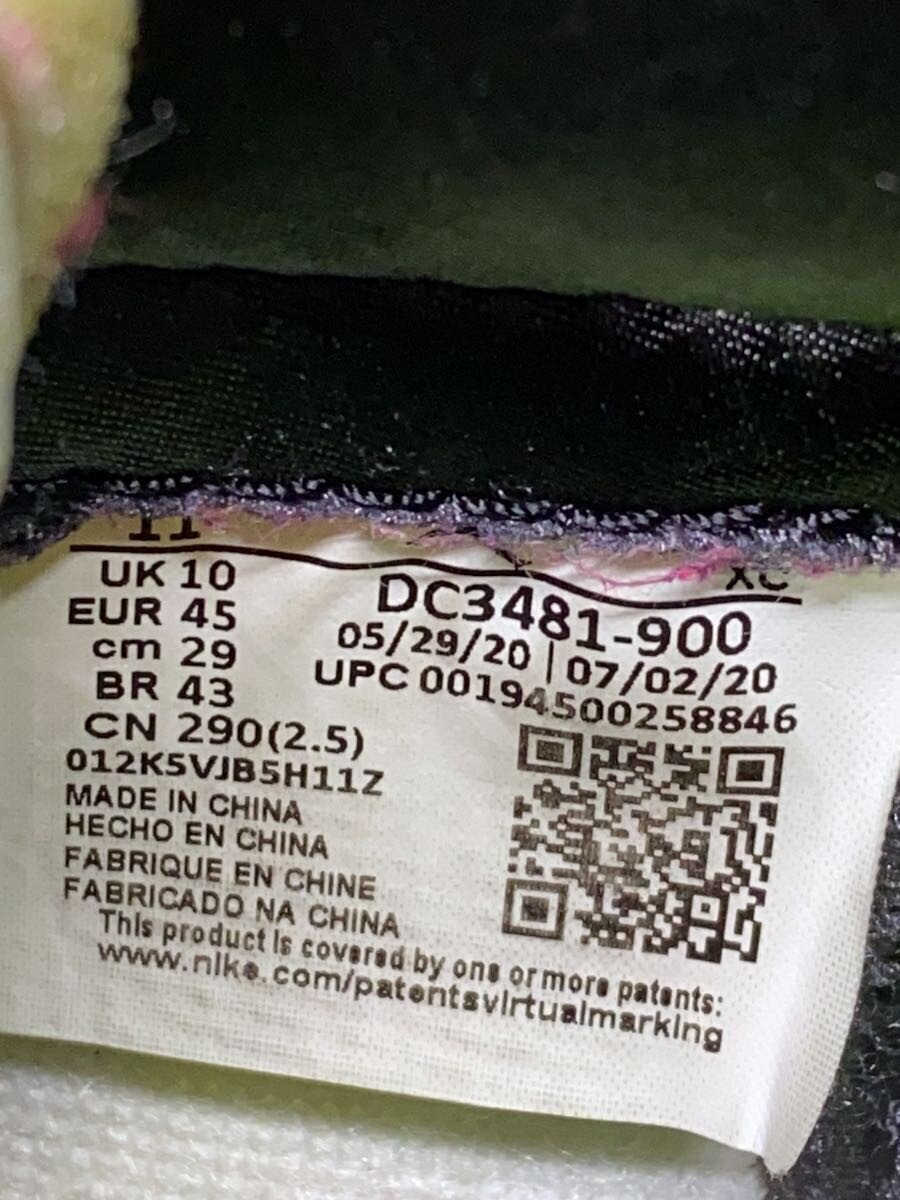 11
XC
UK 10
EUR 45
cm 29
BR 43
CN 290(2.5)
012K5VJB5H11Z
DC3481-900
05/29/20 | 07/02/20
UPC 00194500258846
MADE IN CHINA
HECHO EN CHINA
FABRIQUE EN CHINE
FABRICADO NA CHINA
This product is covered by one or more patents:
www.nike.com/patentsvirtualmarking